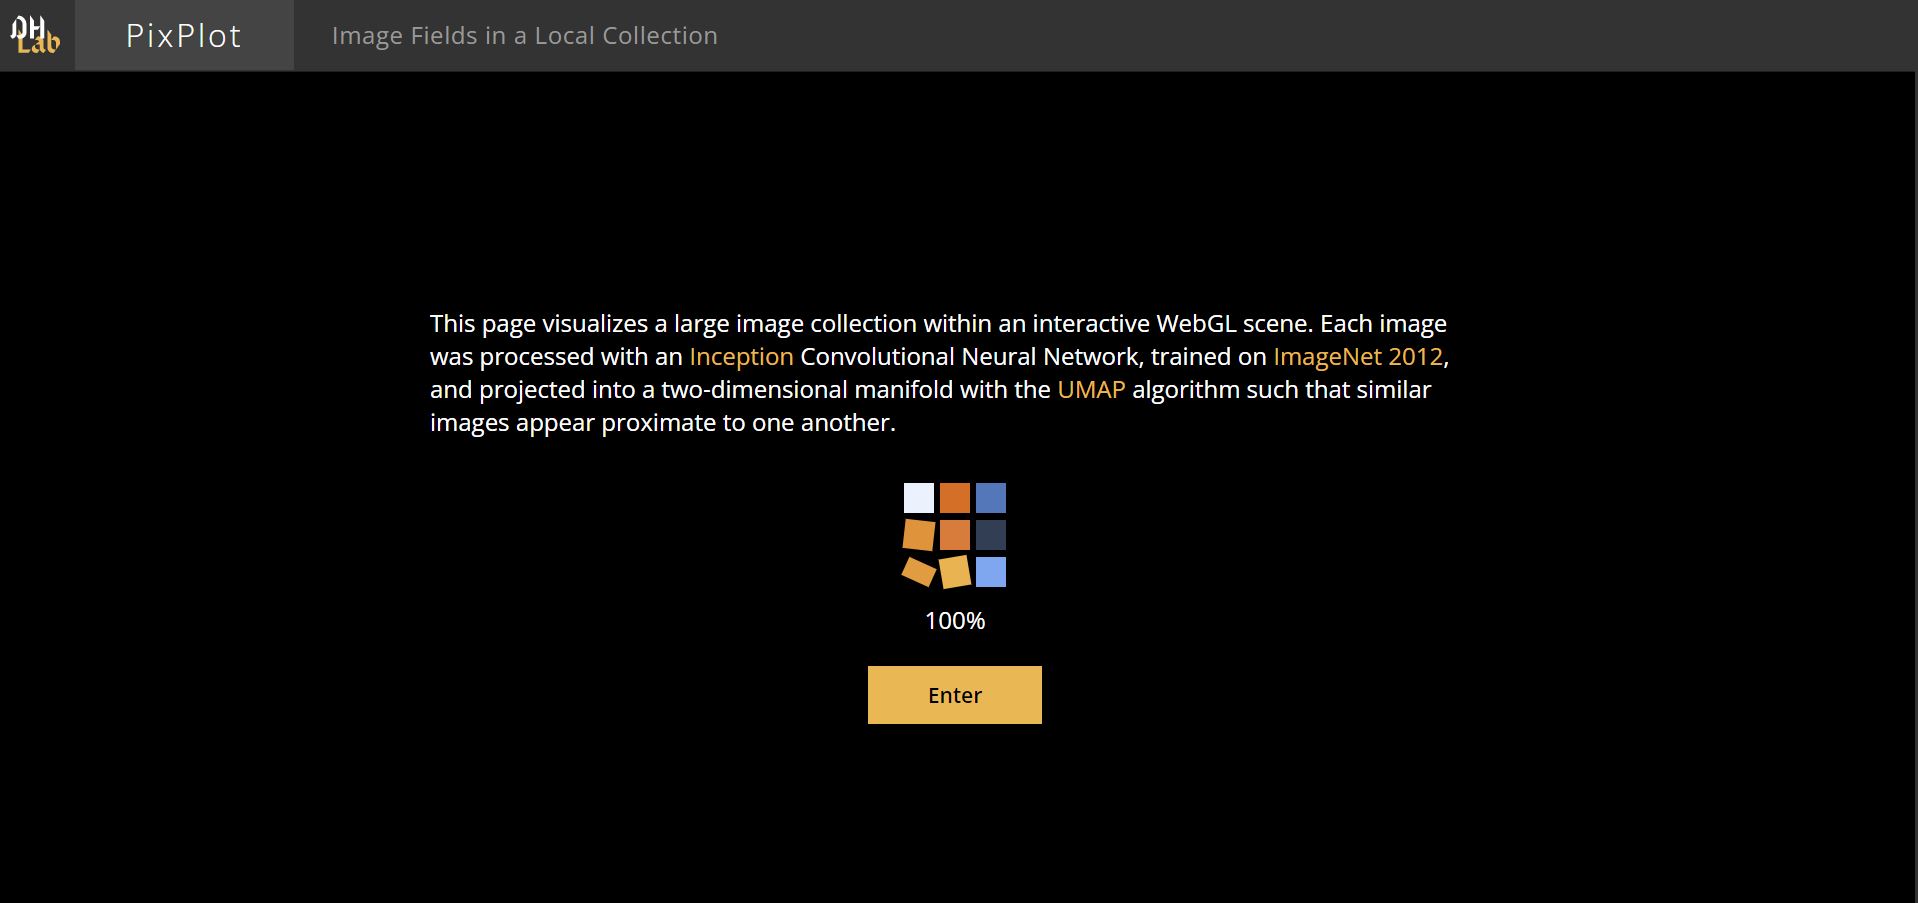 DH
Lab
PixPlot
Image Fields in a Local Collection
This page visualizes a large image collection within an interactive WebGL scene. Each image
was processed with an Inception Convolutional Neural Network, trained on ImageNet 2012,
and projected into a two-dimensional manifold with the UMAP algorithm such that similar
images appear proximate to one another.
100%
Enter